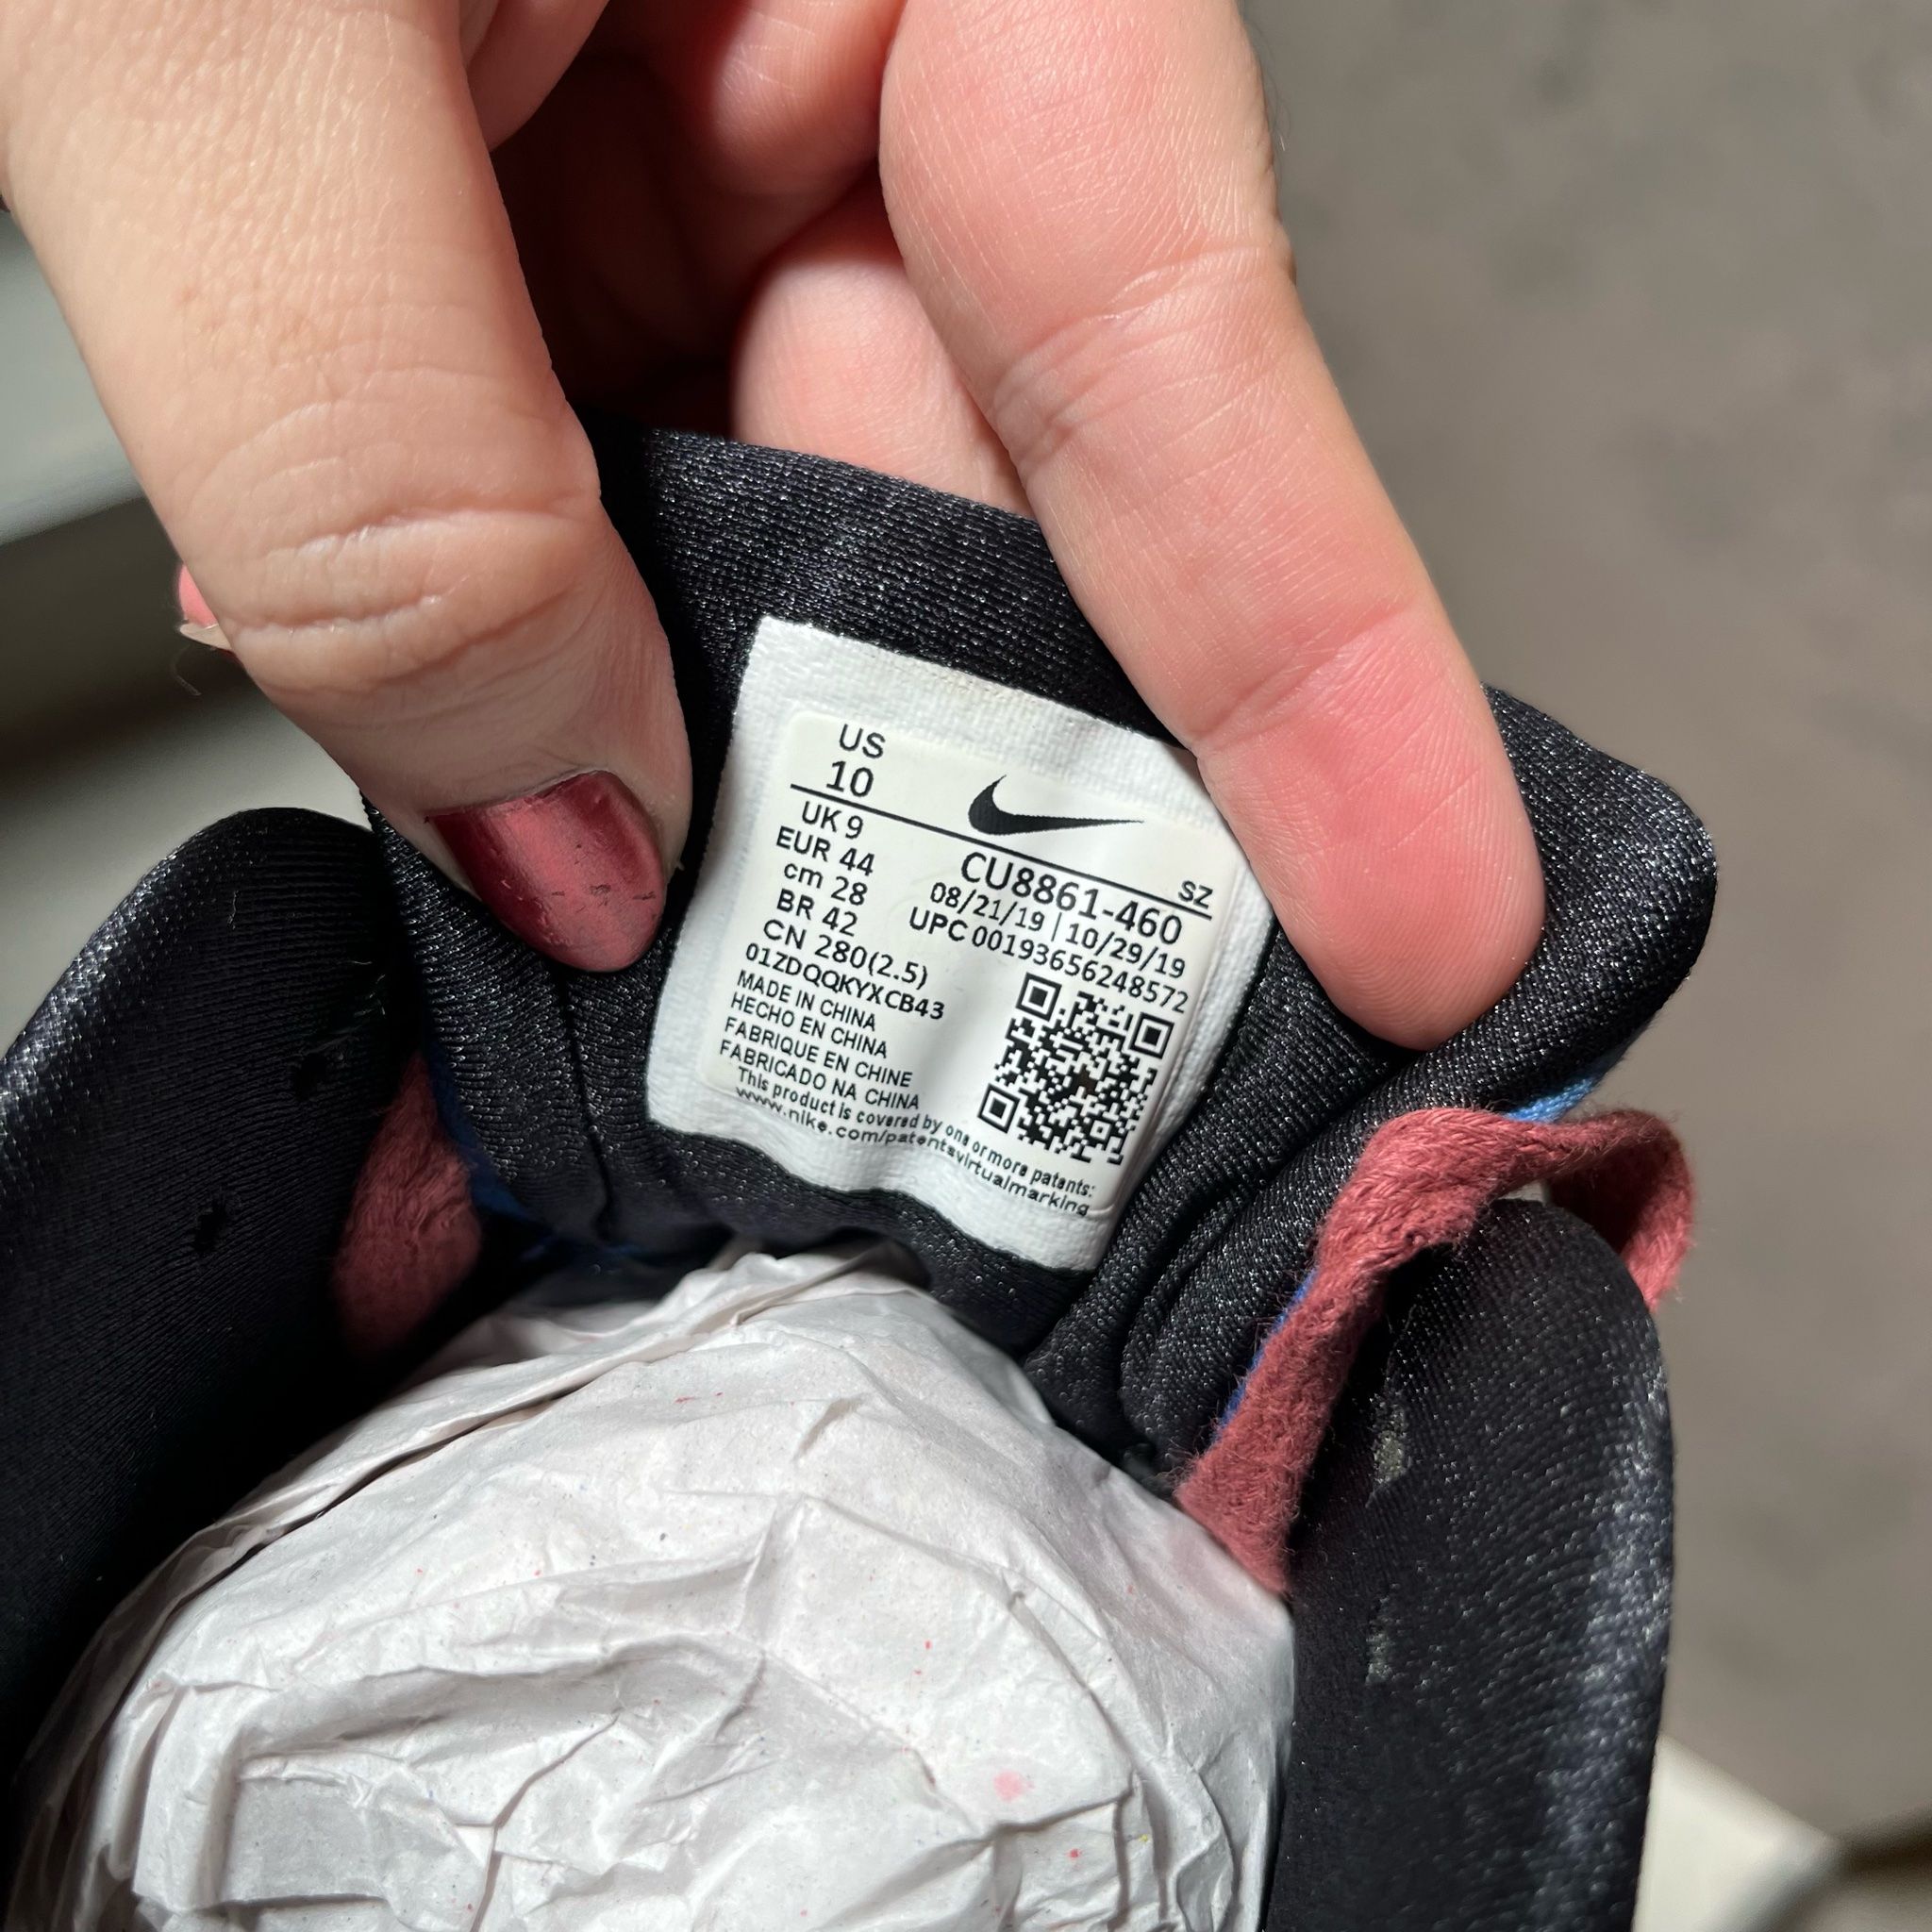 US
10
UK 9
EUR 44
cm 28
BR 42
CN 280(2.5)
01ZDQQKYXCB43
MADE IN CHINA
HECHO EN CHINA
FABRIQUE EN CHINE
FABRICADO NA CHINA
This product is covered by one or more patents:
www.nike.com/patentsvirtualmarking
SZ
CU8861-460
08/21/19 | 10/29/19
UPC 00193656248572